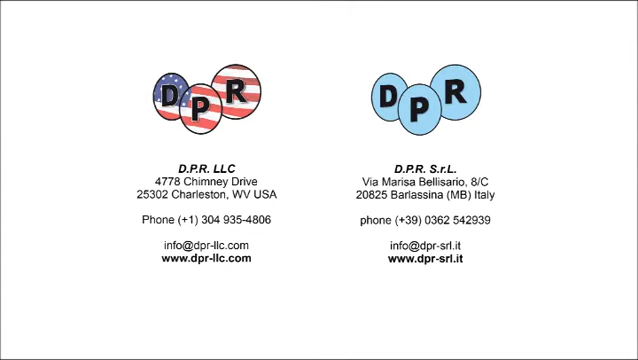 DPR
D.P.R. LLC
4778 Chimney Drive
25302 Charleston, WV USA
Phone (+1) 304 935-4806
info@dpr-llc.com
www.dpr-llc.com
DPR
D.P.R. S.r.L.
Via Marisa Bellisario, 8/C
20825 Barlassina (MB) Italy
phone (+39) 0362 542939
info@dpr-srl.it
www.dpr-srl.it